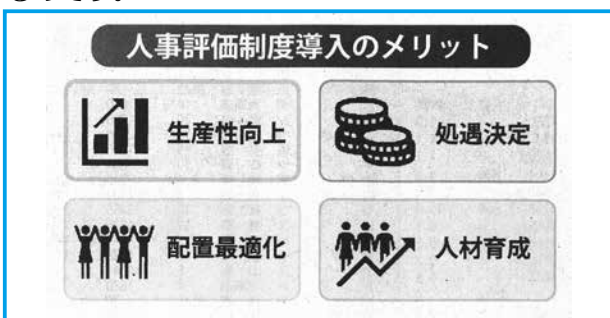 人事評価制度導入のメリット
生産性向上
処遇決定
配置最適化
人材育成